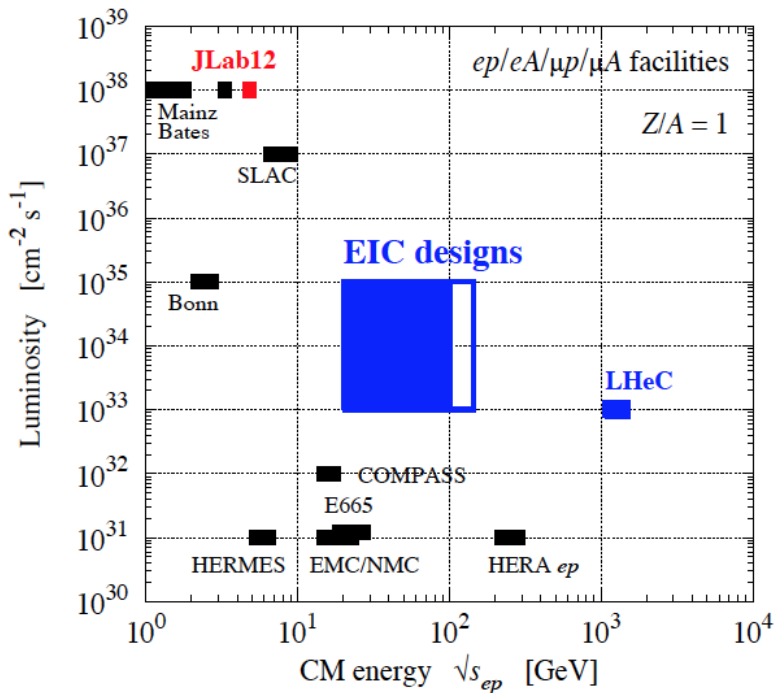 10^39
10^38
10^37
10^36
10^35
10^34
10^33
10^32
10^31
10^30
Luminosity [cm^-2 s^-1]
JLab12
ep/eA/μp/μA facilities
Mainz
Bates
Z/A = 1
SLAC
EIC designs
Bonn
LHeC
COMPASS
E665
HERMES
EMC/NMC
HERA ep
10^0 10^1 10^2 10^3 10^4
CM energy √s_ep [GeV]